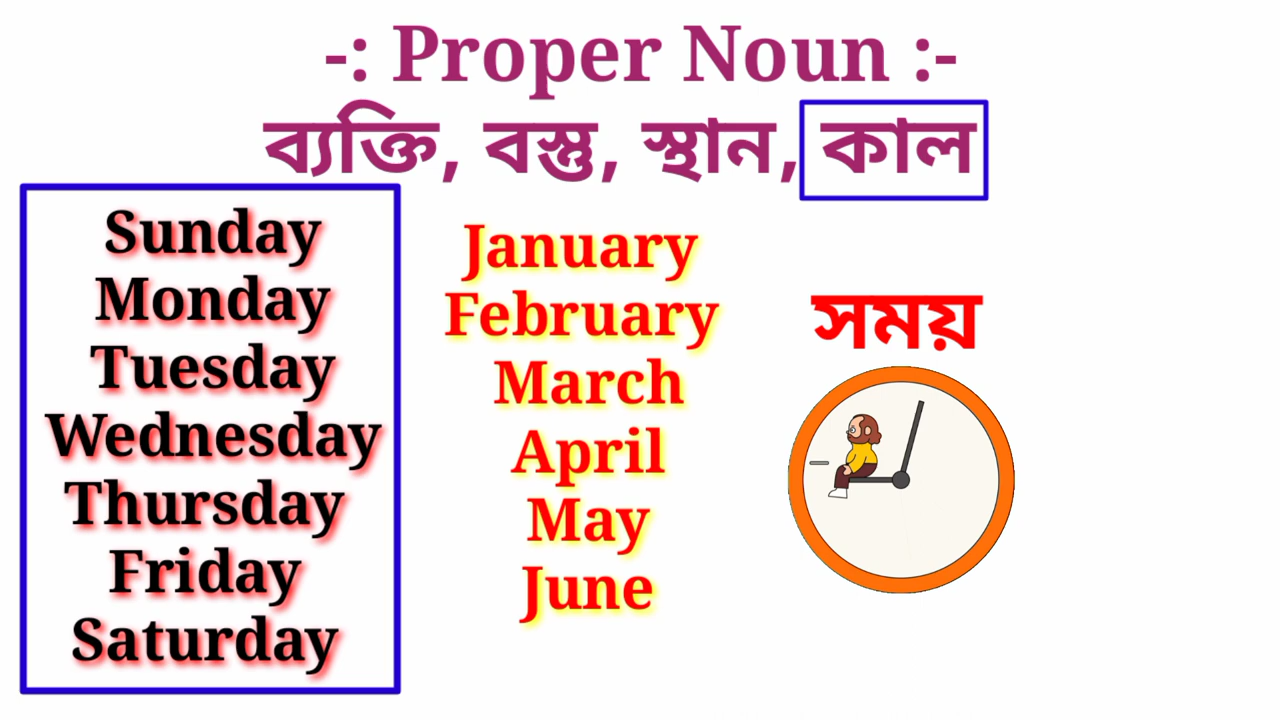 -: Proper Noun :-
ব্যক্তি, বস্তু, স্থান, কাল
Sunday
Monday
Tuesday
Wednesday
Thursday
Friday
Saturday
January
February
March
April
May
June
সময়